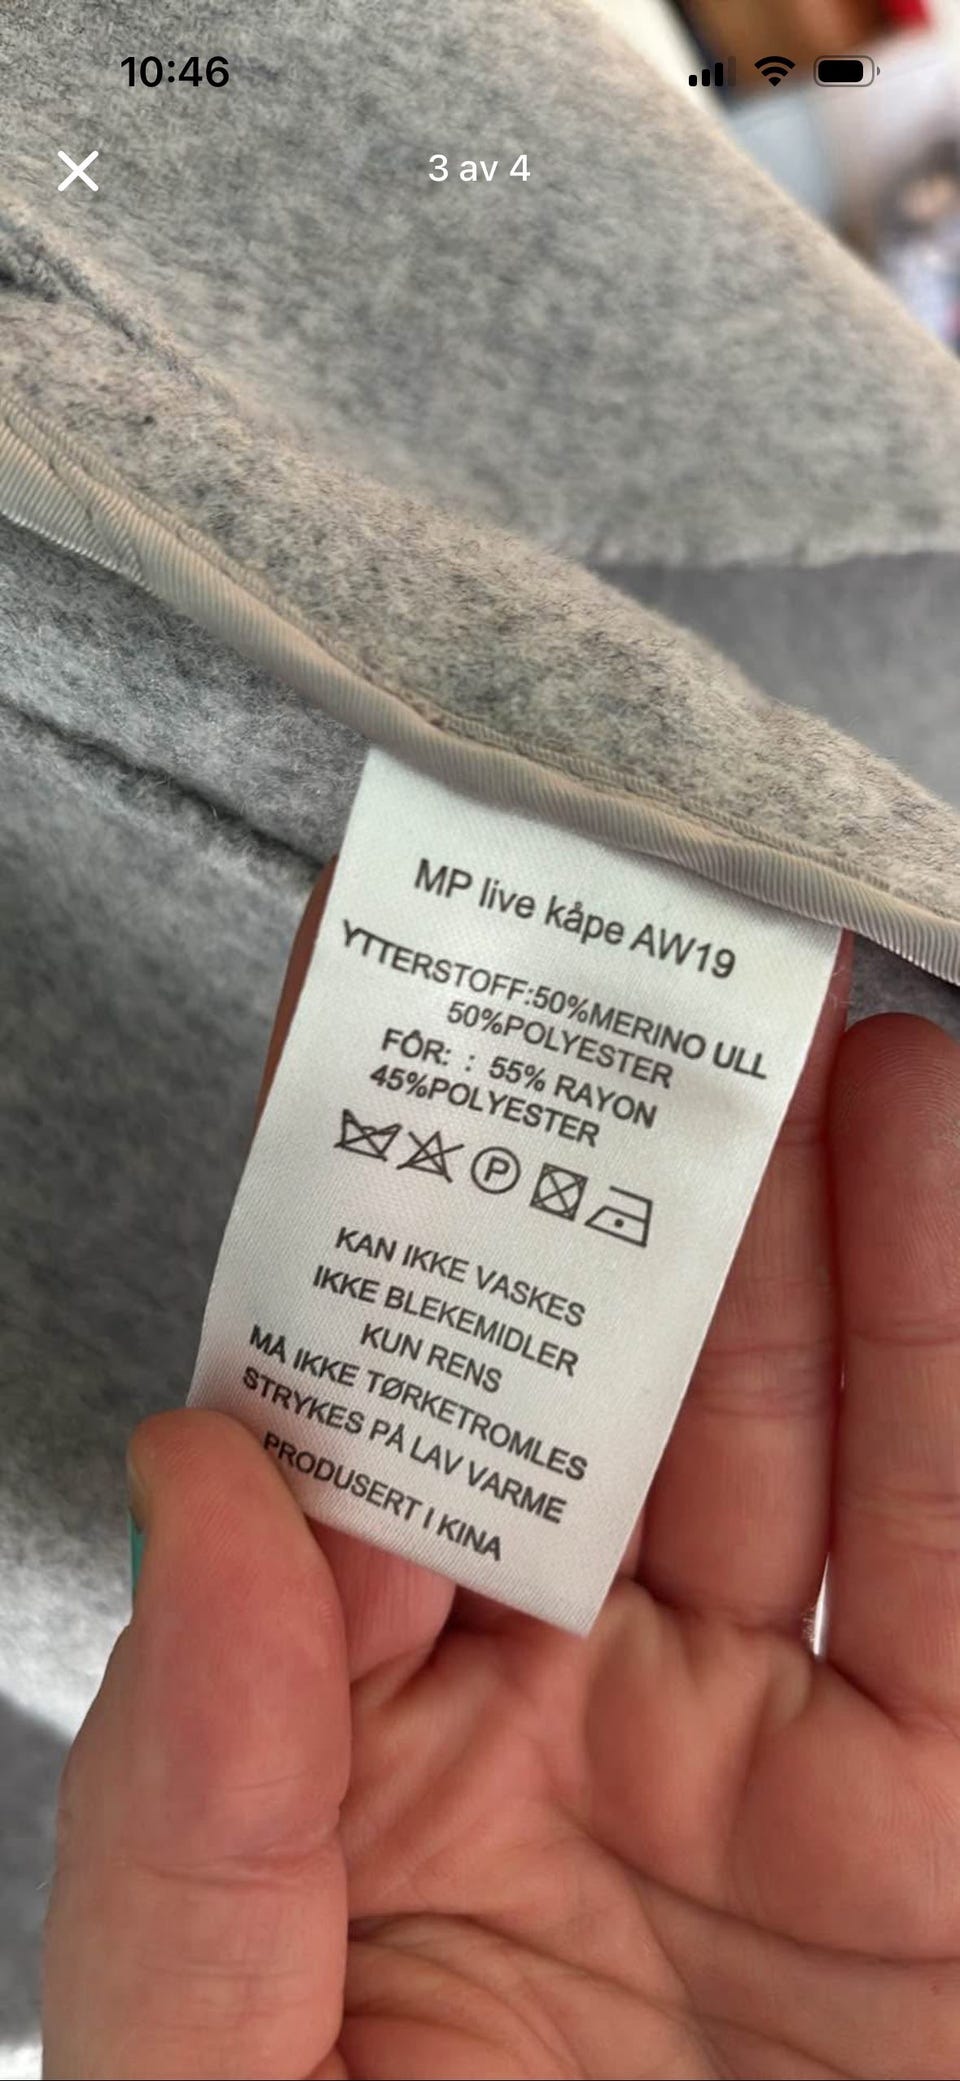 10:46
3 av 4
MP live kåpe AW19
YTTERSTOFF:50%MERINO ULL
50%POLYESTER
FÔR: : 55% RAYON
45%POLYESTER
P
KAN IKKE VASKES
IKKE BLEKEMIDLER
KUN RENS
MÅ IKKE TØRKETROMLES
STRYKES PÅ LAV VARME
PRODUSERT I KINA